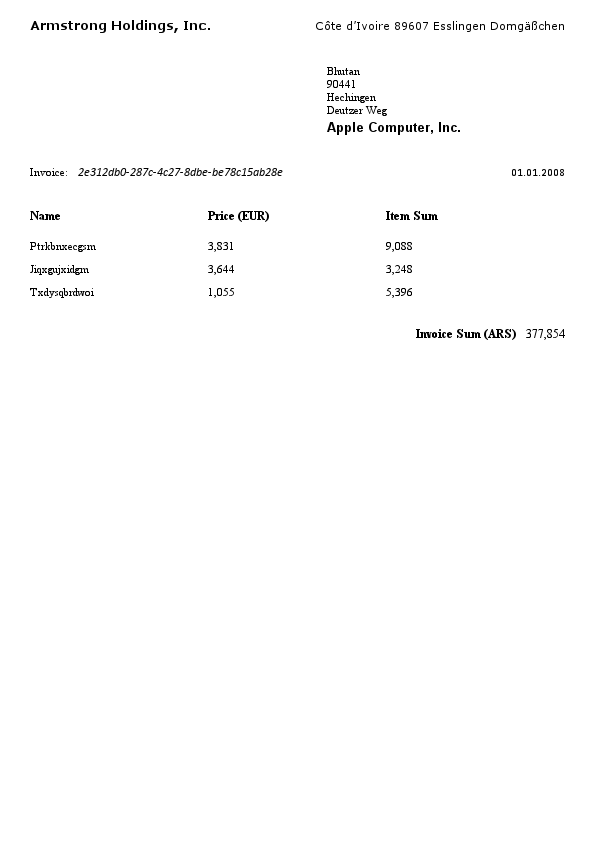 Armstrong Holdings, Inc. Côte d'Ivoire 89607 Esslingen Domgäßchen
Bhutan
90441
Hechingen
Deutzer Weg
Apple Computer, Inc.
Invoice: 2e312db0-287c-4c27-8dbe-be78c15ab28e 01.01.2008
Name Price (EUR) Item Sum
Ptrkbnxecgsm 3,831 9,088
Jiqxgujxidgm 3,644 3,248
Txdysqbrdwoi 1,055 5,396
Invoice Sum (ARS) 377,854